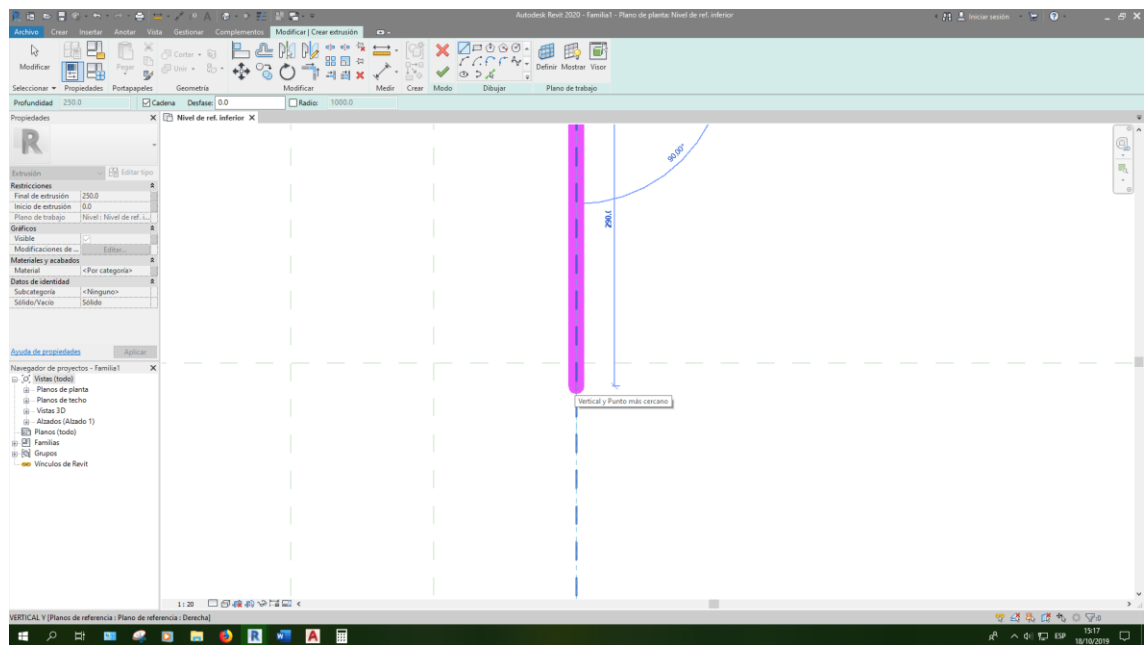 Autodesk Revit 2020 - Familia1 - Plano de planta: Nivel de ref. inferior
Iniciar sesión
Archivo Crear Insertar Anotar Vista Gestionar Complementos Modificar | Crear extrusión
Modificar
Pegar
Cortar
Unir
Definir Mostrar Visor
Seleccionar Propiedades Portapapeles Geometría Modificar Medir Crear Modo Dibujar Plano de trabajo
Profundidad 250.0 Cadena Desfase: 0.0 Radio: 1000.0
Propiedades
Nivel de ref. inferior
Extrusión Editar tipo
Restricciones
Final de extrusión 250.0
Inicio de extrusión 0.0
Plano de trabajo Nivel : Nivel de ref. i...
Gráficos
Visible
Modificaciones de ... Editar...
Materiales y acabados
Material <Por categoría>
Datos de identidad
Subcategoría <Ninguno>
Sólido/Vacío Sólido
Ayuda de propiedades Aplicar
Navegador de proyectos - Familia1
Vistas (todo)
Planos de planta
Planos de techo
Vistas 3D
Alzados (Alzado 1)
Planos (todo)
Familias
Grupos
Vínculos de Revit
90.00°
290.(
Vertical y Punto más cercano
1 : 20
VERTICAL Y [Planos de referencia : Plano de referencia : Derecha]
:0
ESP
15:17
18/10/2019